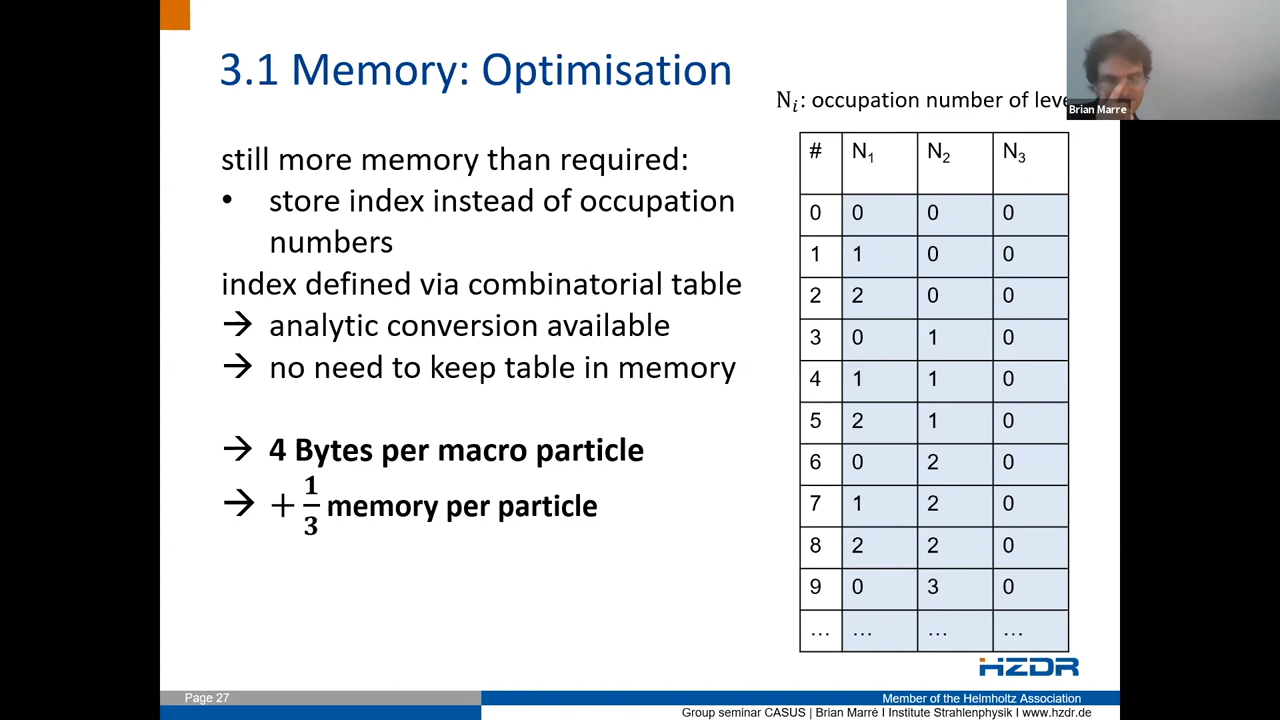 3.1 Memory: Optimisation
Nᵢ: occupation number of leve
Brian Marre
still more memory than required:
• store index instead of occupation
numbers
index defined via combinatorial table
→ analytic conversion available
→ no need to keep table in memory
→ 4 Bytes per macro particle
→ + 1/3 memory per particle
# N₁ N₂ N₃
0 0 0 0
1 1 0 0
2 2 0 0
3 0 1 0
4 1 1 0
5 2 1 0
6 0 2 0
7 1 2 0
8 2 2 0
9 0 3 0
… … … …
HZDR
Page 27
Member of the Helmholtz Association
Group seminar CASUS | Brian Marré I Institute Strahlenphysik I www.hzdr.de